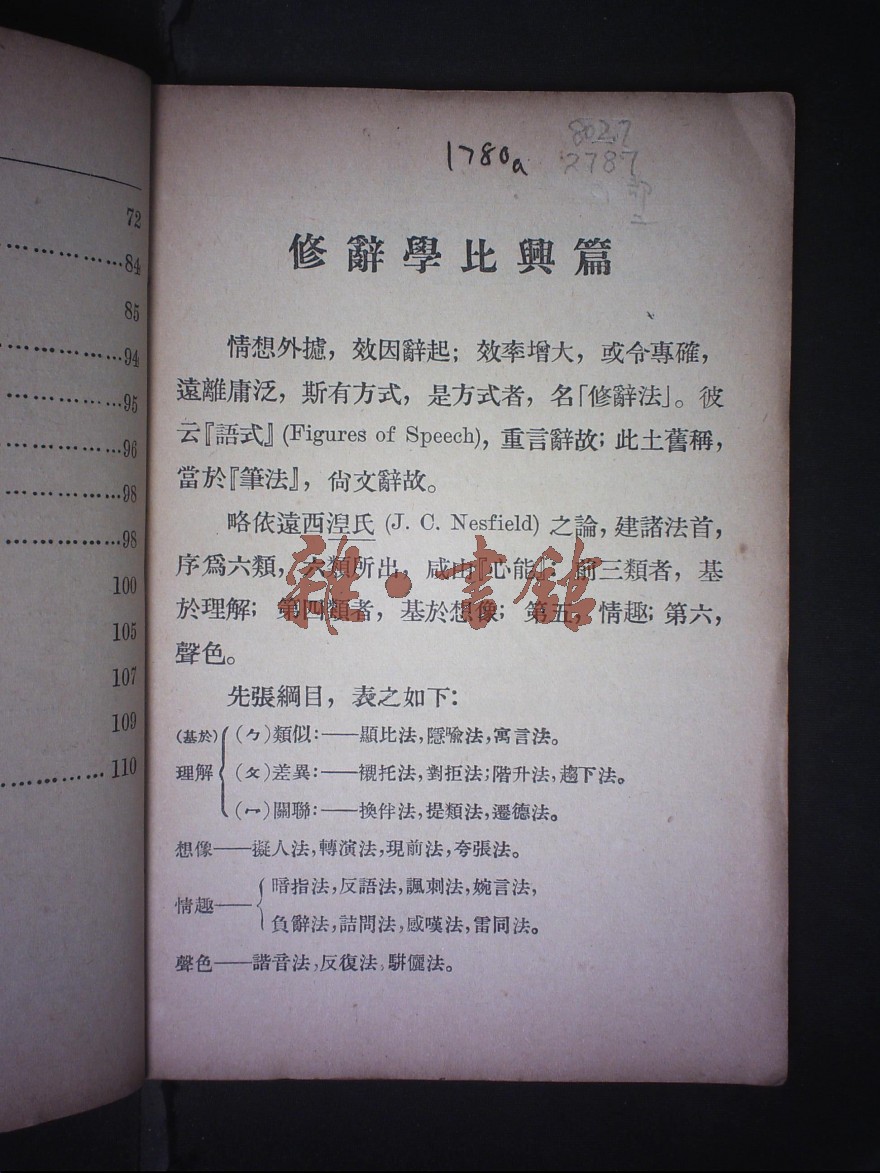 72
……84
85
……94
……95
……96
……98
……98
100
105
107
109
……110
1780a
8027
2787
修辭學比興篇
情想外攄，效因辭起；效率增大，或令專確，
遠離庸泛，斯有方式，是方式者，名「修辭法」。彼
云『語式』(Figures of Speech)，重言辭故；此土舊稱，
當於『筆法』，尙文辭故。
略依遠西湼氏 (J. C. Nesfield) 之論，建諸法首，
序爲六類，六類所出，咸由『心能』：前三類者，基
於理解；第四類者，基於想像；第五，情趣；第六，
聲色。
先張綱目，表之如下：
(基於) (ㄅ)類似：——顯比法，隱喩法，寓言法。
理解 (ㄆ)差異：——襯托法，對拒法；階升法，趨下法。
(ㄇ)關聯：——換伴法，提類法，遷德法。
想像——擬人法，轉演法，現前法，夸張法。
情趣——暗指法，反語法，諷刺法，婉言法，
負辭法，詰問法，感嘆法，雷同法。
聲色——諧音法，反復法，駢儷法。
雜·書館